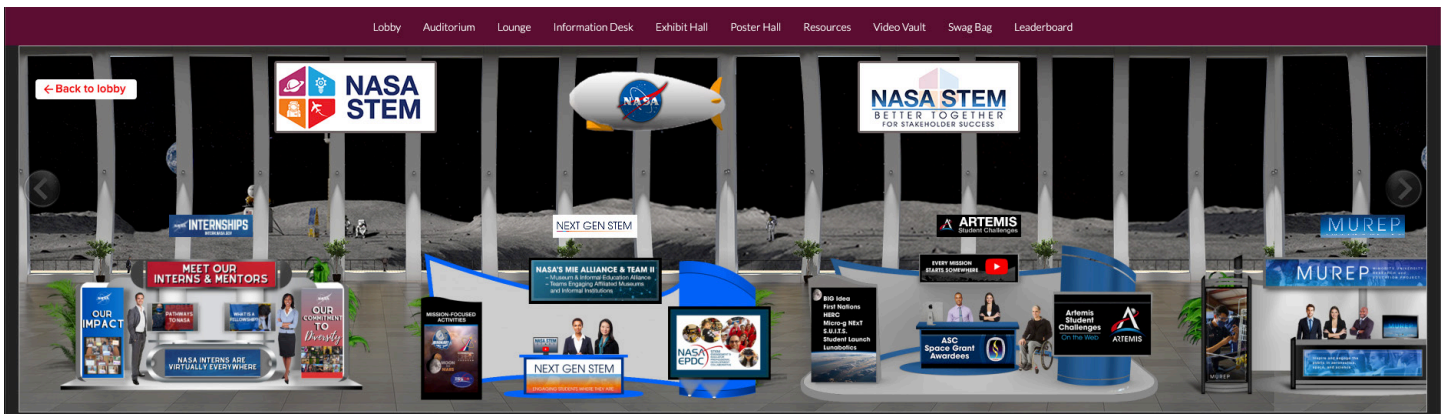 Lobby
Auditorium
Lounge
Information Desk
Exhibit Hall
Poster Hall
Resources
Video Vault
Swag Bag
Leaderboard
←Back to lobby
NASA
STEM
NASA
NASA STEM
BETTER TOGETHER
FOR STAKEHOLDER SUCCESS
INTERNSHIPS
NEXT GEN STEM
ARTEMIS
Student Challenges
MUREP
MEET OUR
INTERNS & MENTORS
OUR
IMPACT
PATHWAYS
TO NASA
WHAT IS A
FELLOWSHIP
OUR
COMMITMENT
TO
Diversity
NASA INTERNS ARE
VIRTUALLY EVERYWHERE
MISSION-FOCUSED
ACTIVITIES
NASA'S MIE ALLIANCE & TEAM II
– Museum & Informal Education Alliance
– Teams Engaging Affiliated Museums
and Informal Institutions
NASA STEM
NEXT GEN STEM
ENGAGING STUDENTS WHERE THEY ARE
NASA
EPDC
EVERY MISSION
STARTS SOMEWHERE
BIG Idea
First Nations
HERC
Micro-g NExT
S.U.I.T.S.
Student Launch
Lunabotics
ASC
Space Grant
Awardees
Artemis
Student
Challenges
On the Web
ARTEMIS
MUREP
MINORITY UNIVERSITY
RESEARCH AND
EDUCATION PROJECT
MUREP
MUREP